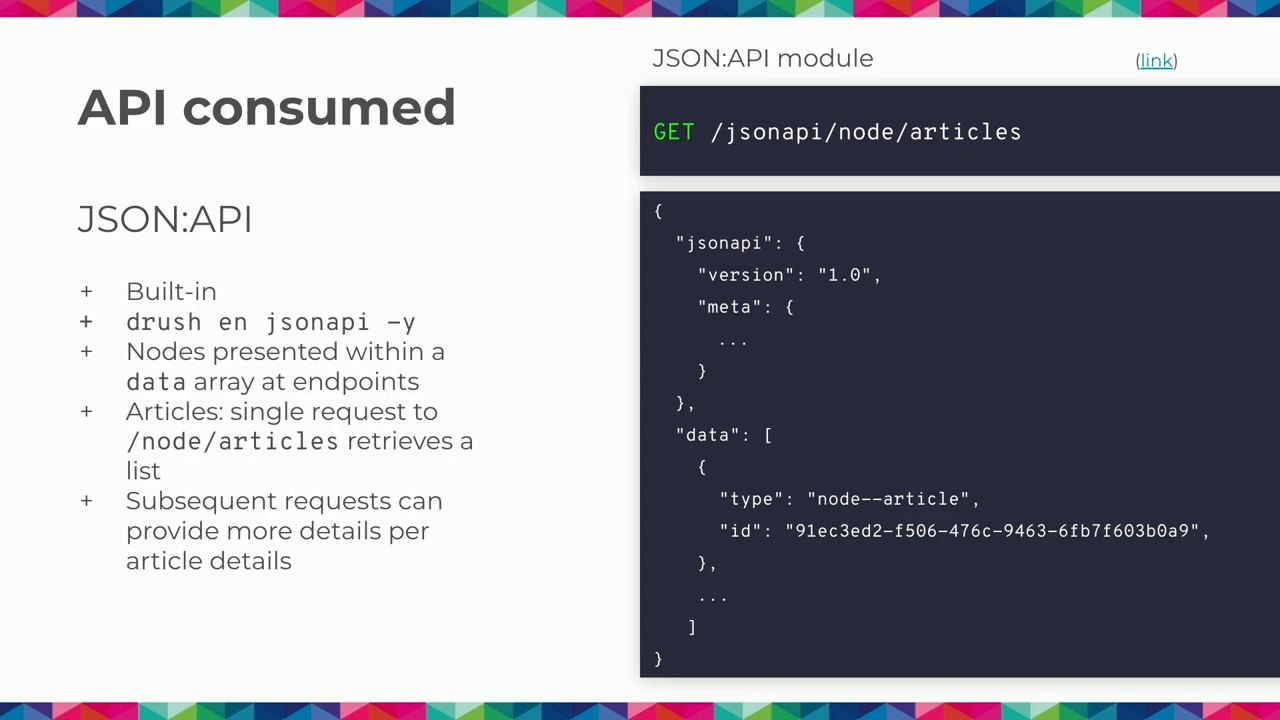 API consumed
JSON:API
+ Built-in
+ drush en jsonapi -y
+ Nodes presented within a
data array at endpoints
+ Articles: single request to
/node/articles retrieves a
list
+ Subsequent requests can
provide more details per
article details
JSON:API module (link)
GET /jsonapi/node/articles
{
"jsonapi": {
"version": "1.0",
"meta": {
...
}
},
"data": [
{
"type": "node--article",
"id": "91ec3ed2-f506-476c-9463-6fb7f603b0a9",
},
...
]
}